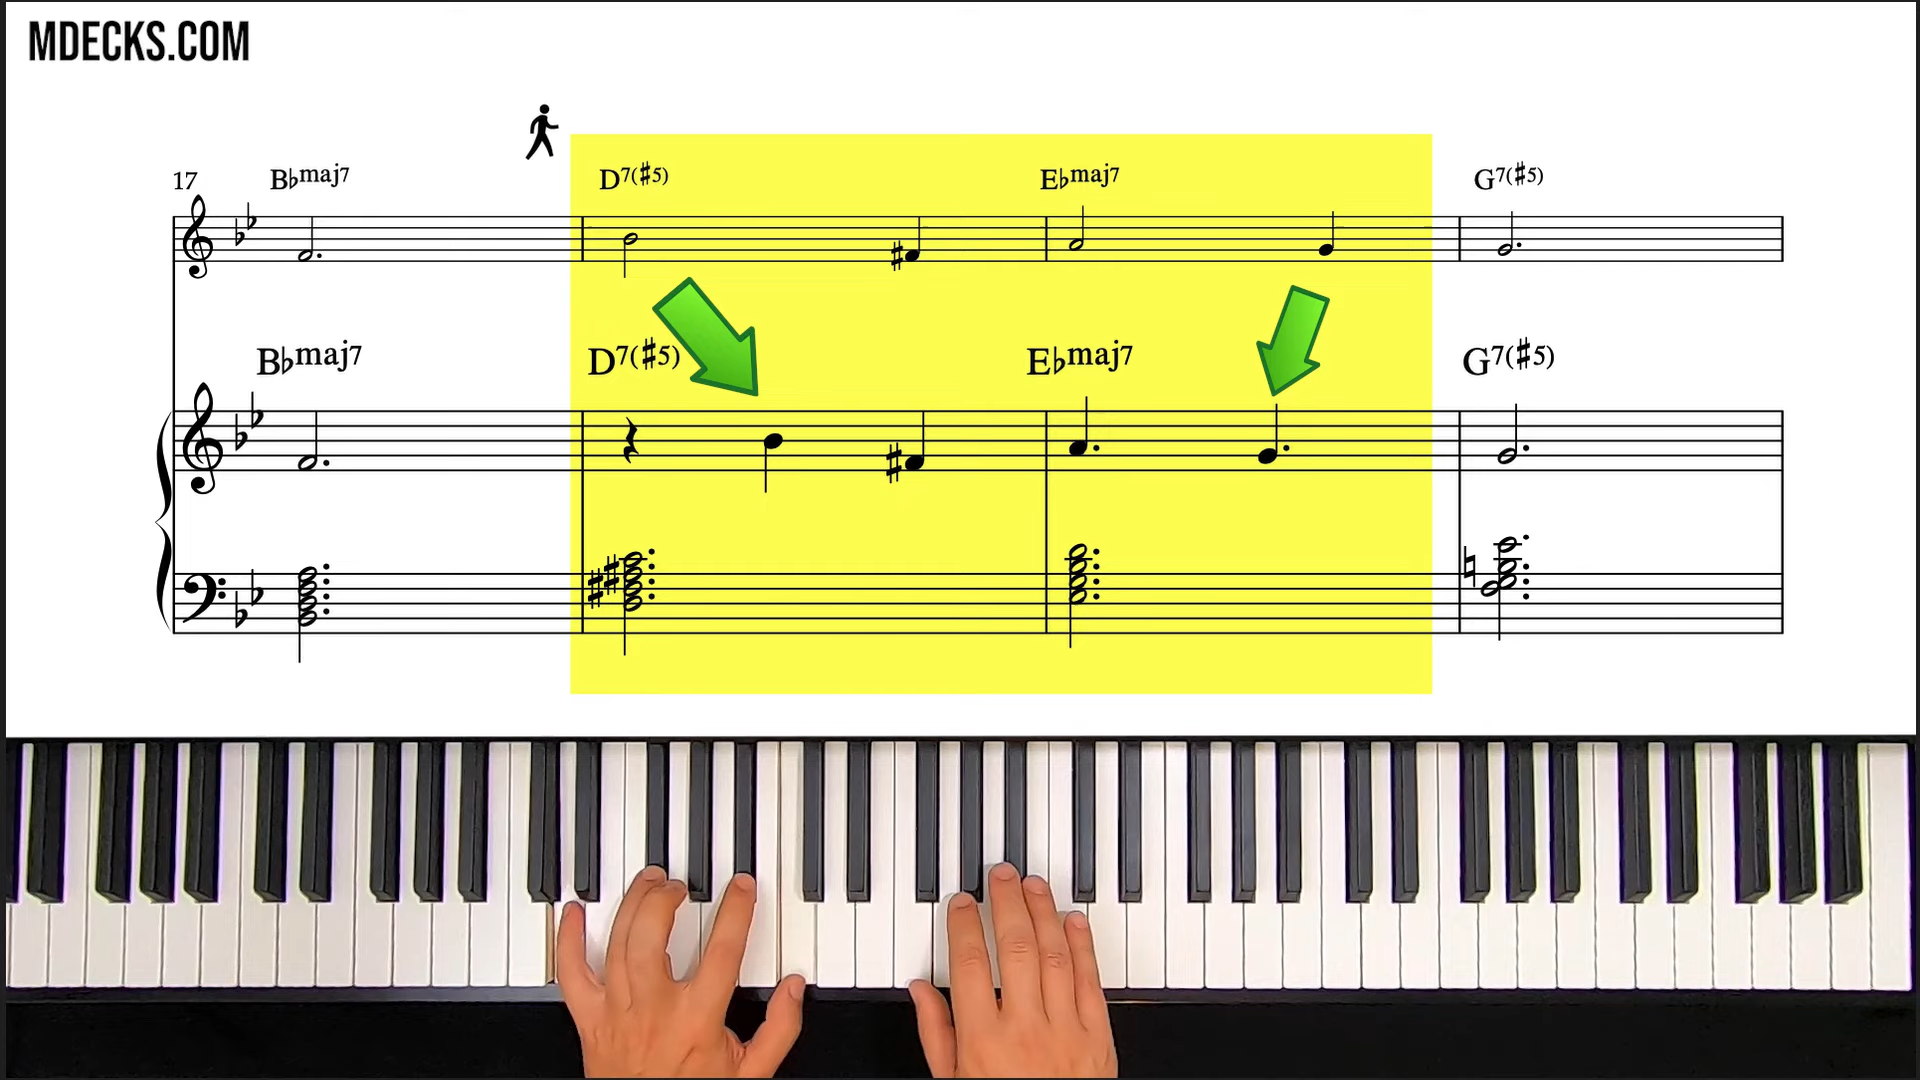 MDECKS.COM
17 B♭maj7 D7(♯5) E♭maj7 G7(♯5)
B♭maj7 D7(♯5) E♭maj7 G7(♯5)